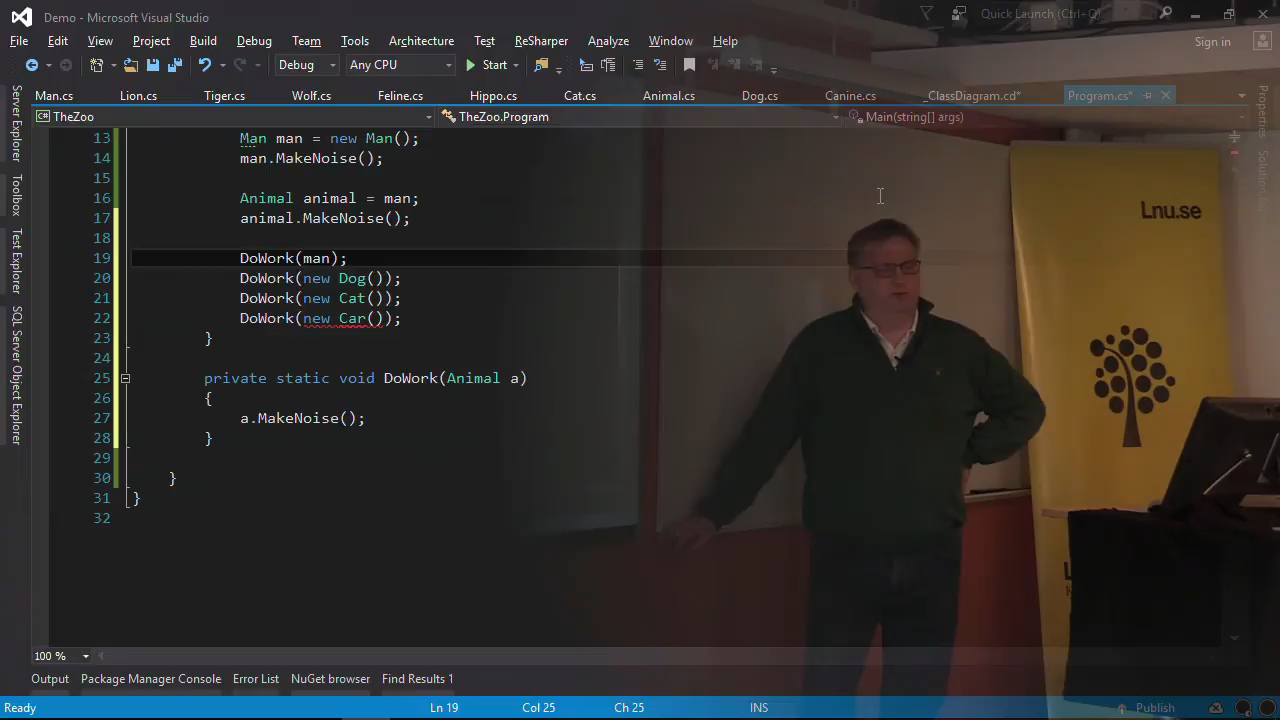 Demo - Microsoft Visual Studio
Quick Launch (Ctrl+Q)
File Edit View Project Build Debug Team Tools Architecture Test ReSharper Analyze Window Help
Sign in
Debug Any CPU Start
Man.cs Lion.cs Tiger.cs Wolf.cs Feline.cs Hippo.cs Cat.cs Animal.cs Dog.cs Canine.cs _ClassDiagram.cd* Program.cs*
TheZoo TheZoo.Program Main(string[] args)
Server Explorer
Toolbox
Test Explorer
SQL Server Object Explorer
Properties
13 Man man = new Man();
14 man.MakeNoise();
15
16 Animal animal = man;
17 animal.MakeNoise();
18
19 DoWork(man);
20 DoWork(new Dog());
21 DoWork(new Cat());
22 DoWork(new Car());
23 }
24
25 private static void DoWork(Animal a)
26 {
27 a.MakeNoise();
28 }
29
30 }
31 }
32
Lnu.se
100 %
Output Package Manager Console Error List NuGet browser Find Results 1
Ready Ln 19 Col 25 Ch 25 INS Publish